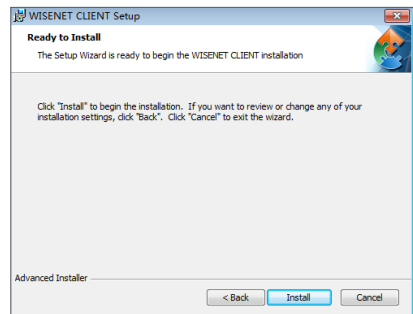 WISENET CLIENT Setup
Ready to Install
The Setup Wizard is ready to begin the WISENET CLIENT installation
Click "Install" to begin the installation. If you want to review or change any of your
installation settings, click "Back". Click "Cancel" to exit the wizard.
Advanced Installer
< Back Install Cancel